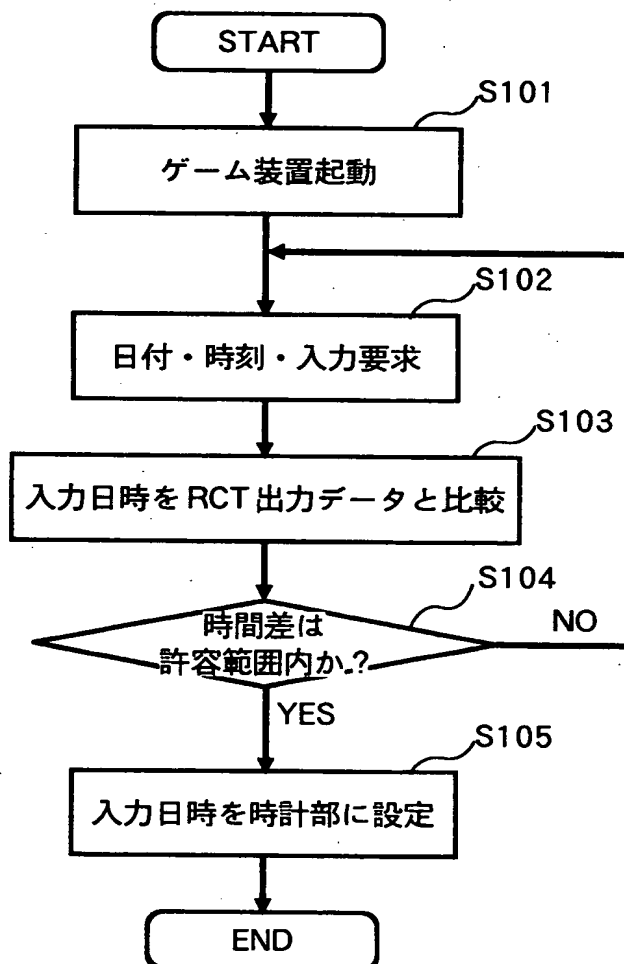 START
S101
ゲーム装置起動
S102
日付・時刻・入力要求
S103
入力日時をRCT出力データと比較
S104
時間差は
許容範囲内か?
NO
YES
S105
入力日時を時計部に設定
END